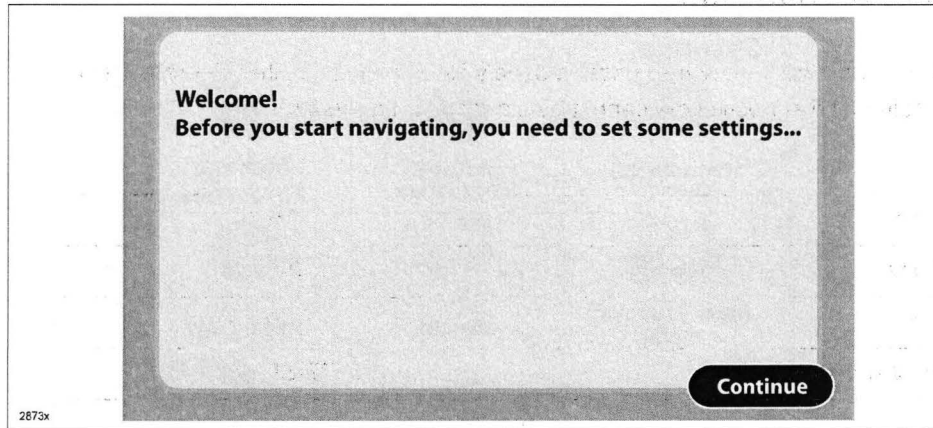 Welcome!
Before you start navigating, you need to set some settings...
Continue
2873x